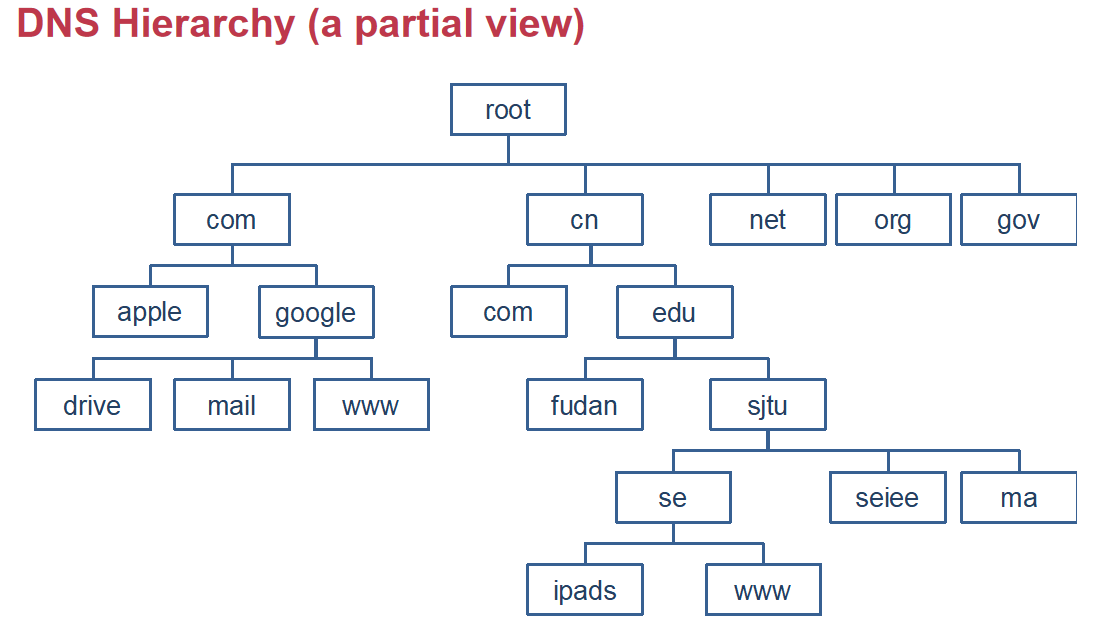 DNS Hierarchy (a partial view)
root
com
cn
net
org
gov
apple
google
com
edu
drive
mail
www
fudan
sjtu
se
seiee
ma
ipads
www